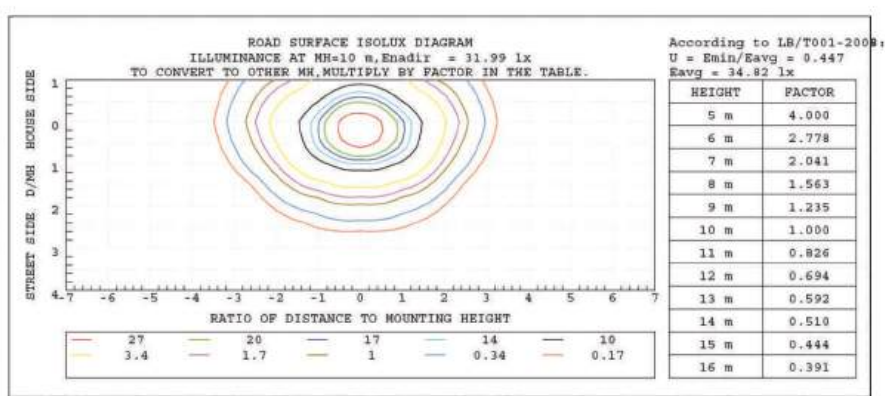 ROAD SURFACE ISOLUX DIAGRAM
ILLUMINANCE AT MH=10 m,Enadir = 31.99 lx
TO CONVERT TO OTHER MH,MULTIPLY BY FACTOR IN THE TABLE.
According to LB/T001-2008:
U = Emin/Eavg = 0.447
Eavg = 34.82 lx
STREET SIDE D/MH HOUSE SIDE
1
0
1
2
3
4
-7 -6 -5 -4 -3 -2 -1 0 1 2 3 4 5 6 7
RATIO OF DISTANCE TO MOUNTING HEIGHT
27 20 17 14 10
3.4 1.7 1 0.34 0.17
HEIGHT FACTOR
5 m 4.000
6 m 2.778
7 m 2.041
8 m 1.563
9 m 1.235
10 m 1.000
11 m 0.826
12 m 0.694
13 m 0.592
14 m 0.510
15 m 0.444
16 m 0.391